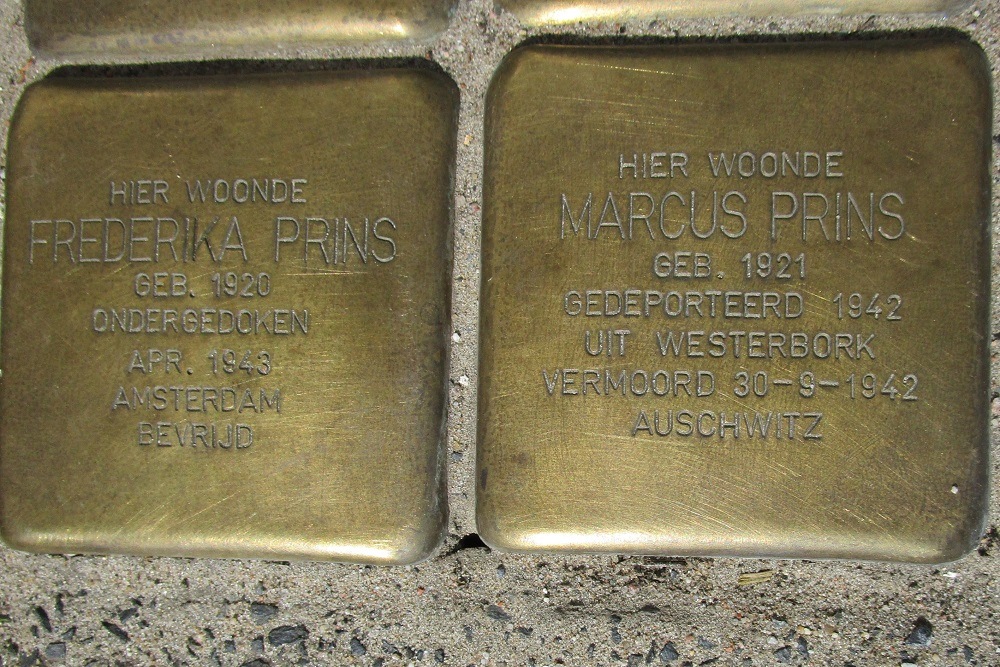 HIER WOONDE
FREDERIKA PRINS
GEB. 1920
ONDERGEDOKEN
APR. 1943
AMSTERDAM
BEVRIJD
HIER WOONDE
MARCUS PRINS
GEB. 1921
GEDEPORTEERD 1942
UIT WESTERBORK
VERMOORD 30-9-1942
AUSCHWITZ